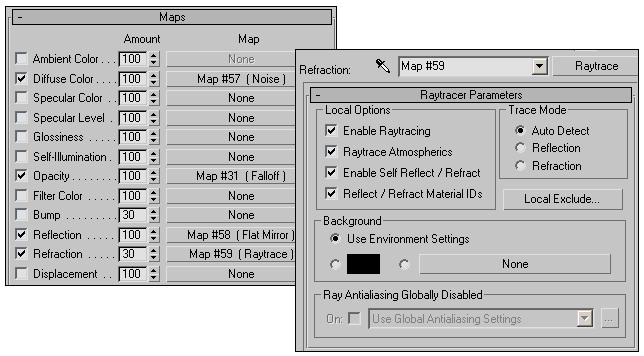 - Maps
Amount Map
Ambient Color . . . 100 None
Diffuse Color . . . . 100 Map #57 ( Noise )
Specular Color . . 100 None
Specular Level . . 100 None
Glossiness . . . . . . 100 None
Self-Illumination . 100 None
Opacity . . . . . . . . 100 Map #31 ( Falloff )
Filter Color . . . . . 100 None
Bump . . . . . . . . . 30 None
Reflection . . . . . . 100 Map #58 ( Flat Mirror )
Refraction . . . . . . 30 Map #59 ( Raytrace )
Displacement . . . 100 None
Refraction: Map #59 Raytrace
- Raytracer Parameters
Local Options
Enable Raytracing
Raytrace Atmospherics
Enable Self Reflect / Refract
Reflect / Refract Material IDs
Trace Mode
Auto Detect
Reflection
Refraction
Local Exclude...
Background
Use Environment Settings
None
Ray Antialiasing Globally Disabled
On: Use Global Antialiasing Settings ...